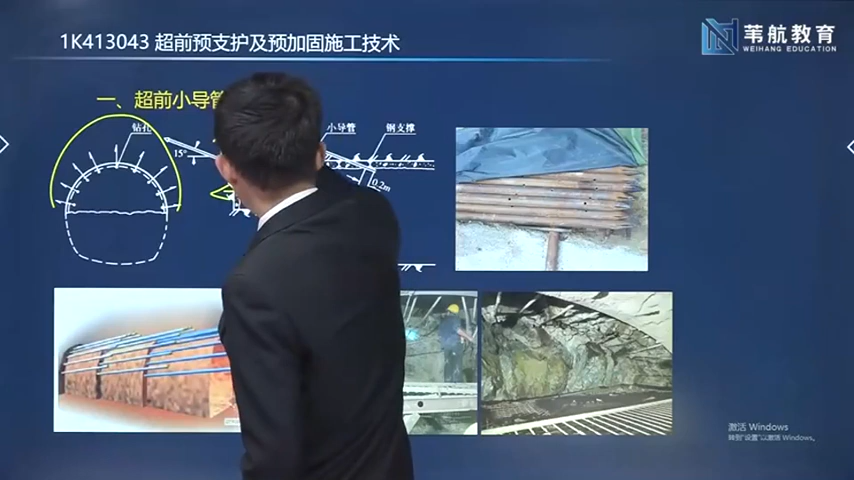 1K413043 超前预支护及预加固施工技术
苇航教育
WEIHANG EDUCATION
一、超前小导管
钻孔
小导管
钢支撑
15°
0.2m
激活 Windows
转到"设置"以激活 Windows。